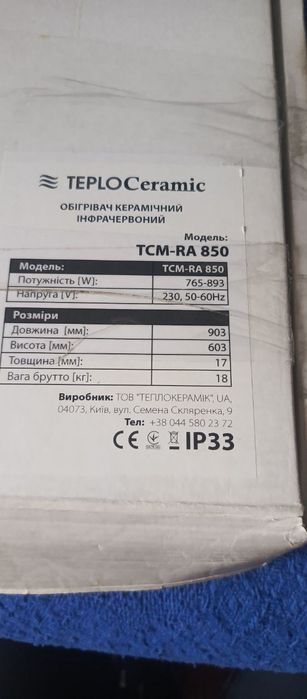 TEPLOCeramic
ОБІГРІВАЧ КЕРАМІЧНИЙ
ІНФРАЧЕРВОНИЙ
Модель:
TCM-RA 850
Модель: TCM-RA 850
Потужність [W]: 765-893
Напруга [V]: 230, 50-60Hz
Розміри
Довжина [мм]: 903
Висота [мм]: 603
Товщина [мм]: 17
Вага брутто [кг]: 18
Виробник: ТОВ "ТЕПЛОКЕРАМІК", UA,
04073, Київ, вул. Семена Скляренка, 9
Тел: +38 044 580 23 72
CE IP33